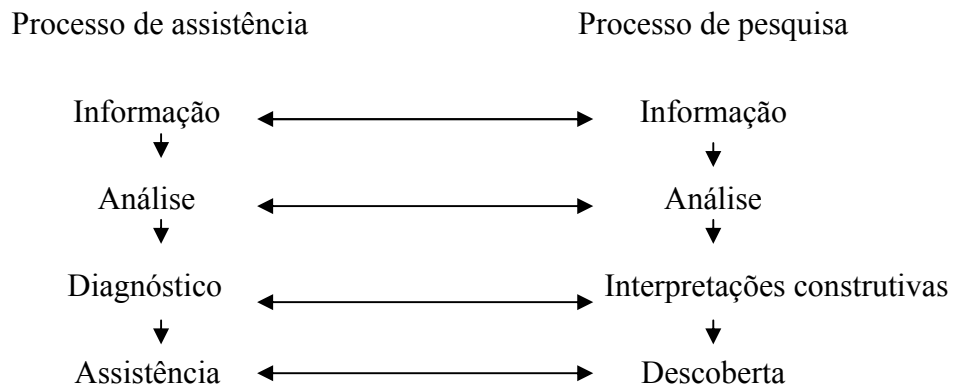 Processo de assistência Processo de pesquisa
Informação Informação
Análise Análise
Diagnóstico Interpretações construtivas
Assistência Descoberta